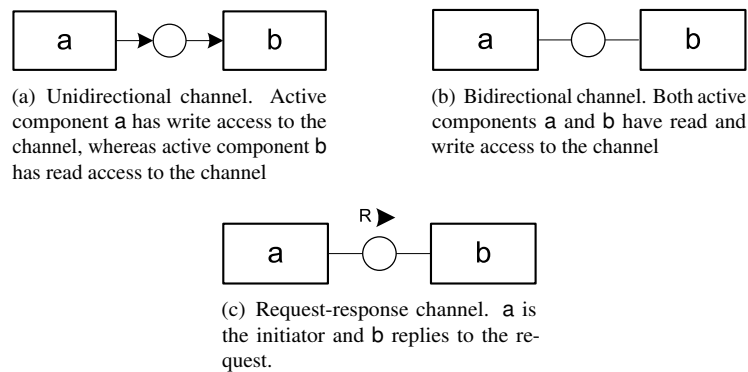 a
b
a
b
(a) Unidirectional channel. Active
component a has write access to the
channel, whereas active component b
has read access to the channel
(b) Bidirectional channel. Both active
components a and b have read and
write access to the channel
R
a
b
(c) Request-response channel. a is
the initiator and b replies to the re-
quest.